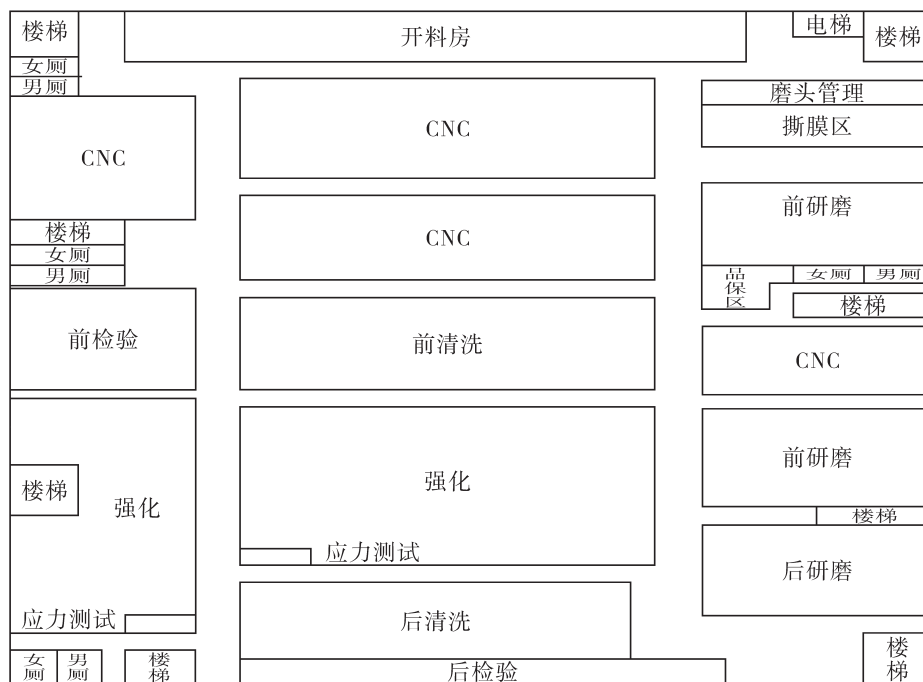 楼梯
女厕
男厕
开料房
电梯
楼梯
CNC
CNC
磨头管理
撕膜区
楼梯
女厕
男厕
CNC
前研磨
品保区
女厕
男厕
楼梯
前检验
前清洗
CNC
楼梯
强化
应力测试
强化
应力测试
前研磨
楼梯
后研磨
女厕
男厕
楼梯
后清洗
后检验
楼梯